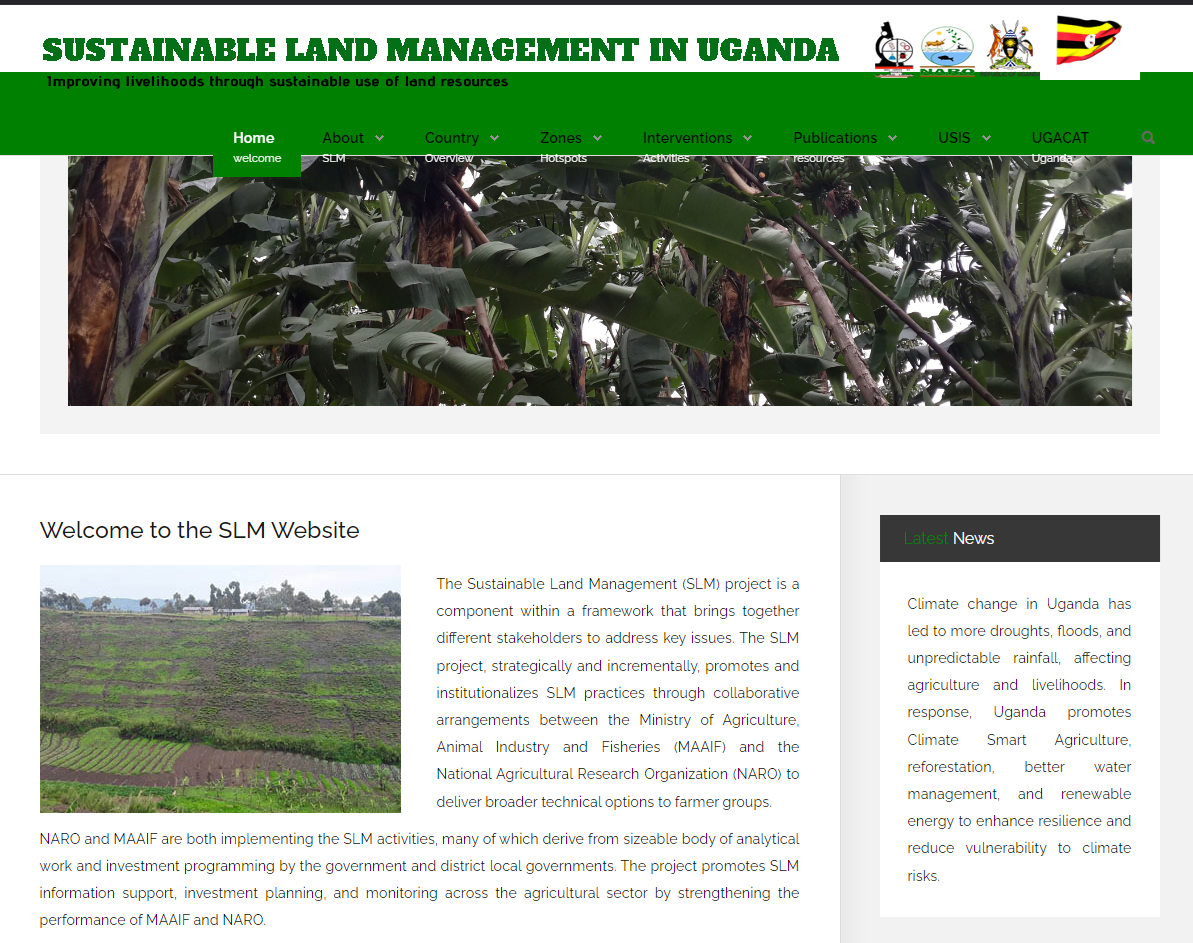 SUSTAINABLE LAND MANAGEMENT IN UGANDA
Improving livelihoods through sustainable use of land resources
NARO
Home About Country Zones Interventions Publications USIS UGACAT
welcome SLM Overview Hotspots Activities resources Uganda
Welcome to the SLM Website
The Sustainable Land Management (SLM) project is a
component within a framework that brings together
different stakeholders to address key issues. The SLM
project, strategically and incrementally, promotes and
institutionalizes SLM practices through collaborative
arrangements between the Ministry of Agriculture,
Animal Industry and Fisheries (MAAIF) and the
National Agricultural Research Organization (NARO) to
deliver broader technical options to farmer groups.
NARO and MAAIF are both implementing the SLM activities, many of which derive from sizeable body of analytical
work and investment programming by the government and district local governments. The project promotes SLM
information support, investment planning, and monitoring across the agricultural sector by strengthening the
performance of MAAIF and NARO.
Latest News
Climate change in Uganda has
led to more droughts, floods, and
unpredictable rainfall, affecting
agriculture and livelihoods. In
response, Uganda promotes
Climate Smart Agriculture,
reforestation, better water
management, and renewable
energy to enhance resilience and
reduce vulnerability to climate
risks.